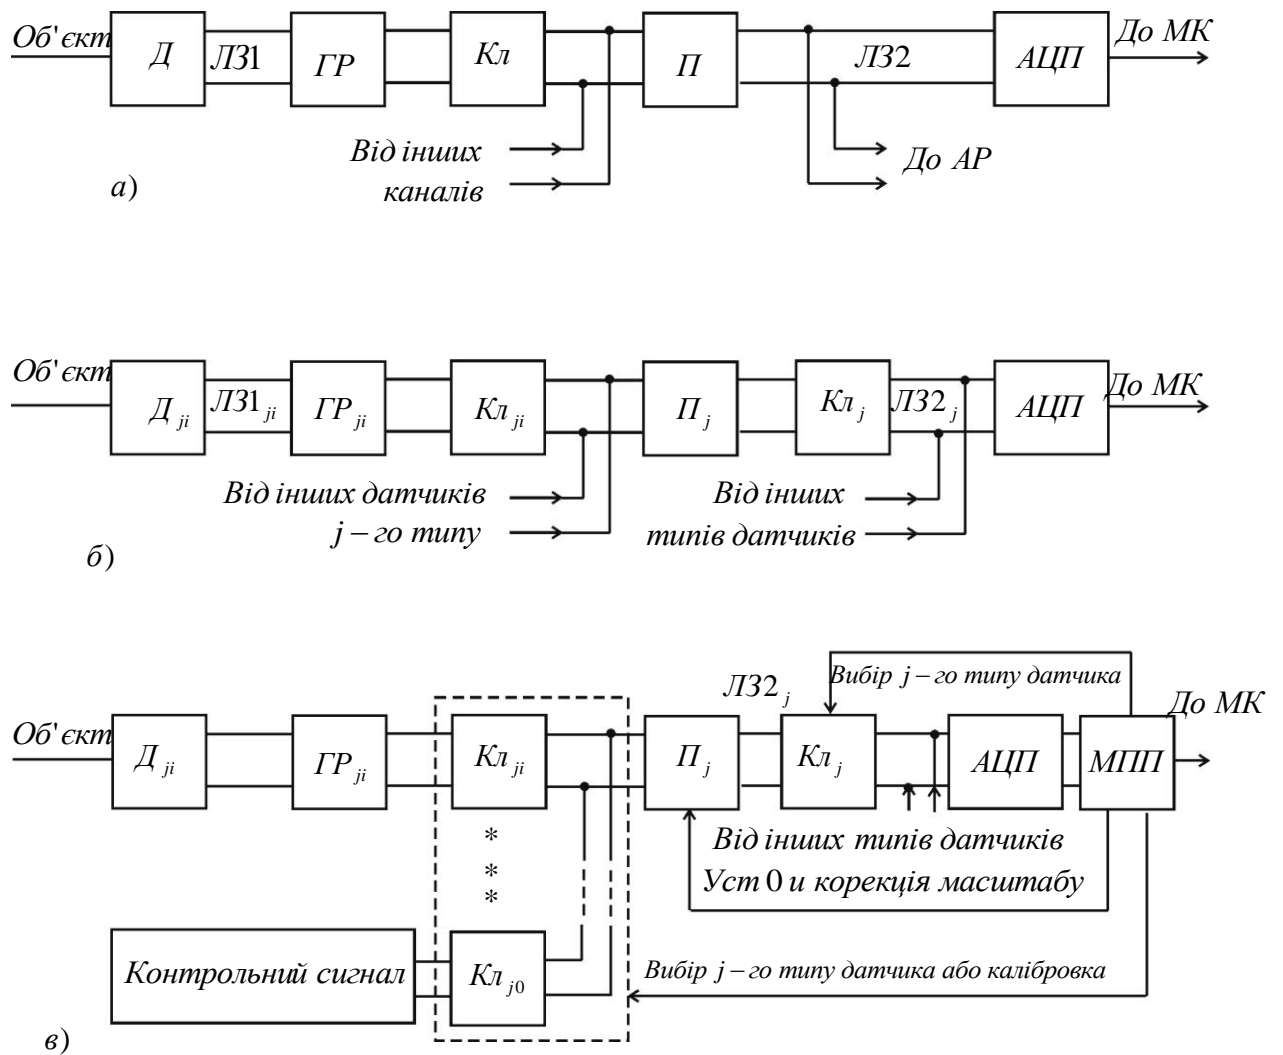 Об'єкт Д ЛЗ1 ГР Кл П ЛЗ2 АЦП До МК
Від інших
каналів
До АР
а)
Об'єкт Д ji ЛЗ1 ji ГР ji Кл ji П j Кл j ЛЗ2 j АЦП До МК
Від інших датчиків
j – го типу
Від інших
типів датчиків
б)
Вибір j – го типу датчика
ЛЗ2 j
Об'єкт Д ji ГР ji Кл ji П j Кл j АЦП МПП До МК
*
*
*
Від інших типів датчиків
Уст 0 и корекція масштабу
Контрольний сигнал Кл j0
Вибір j – го типу датчика або калібровка
в)